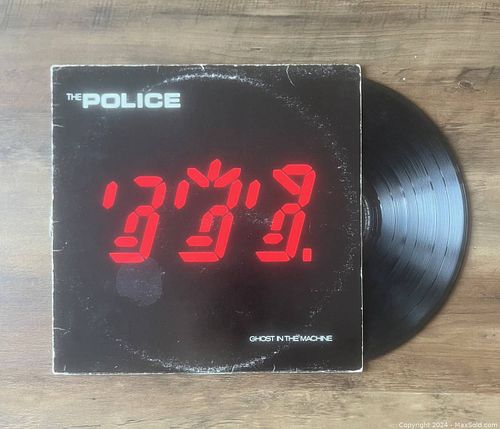 THE POLICE
GHOST IN THE MACHINE
Copyright 2024 - MaxSold.com